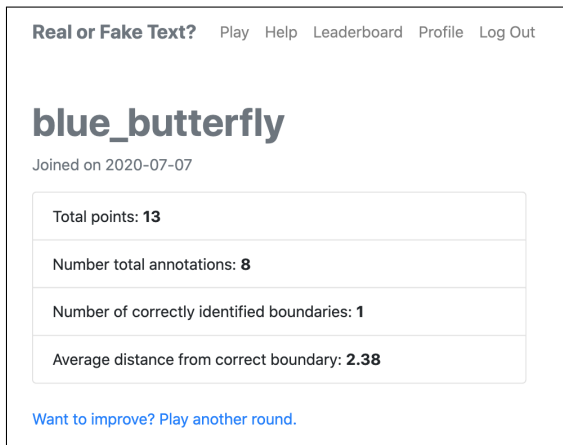 Real or Fake Text? Play Help Leaderboard Profile Log Out
blue_butterfly
Joined on 2020-07-07
Total points: 13
Number total annotations: 8
Number of correctly identified boundaries: 1
Average distance from correct boundary: 2.38
Want to improve? Play another round.